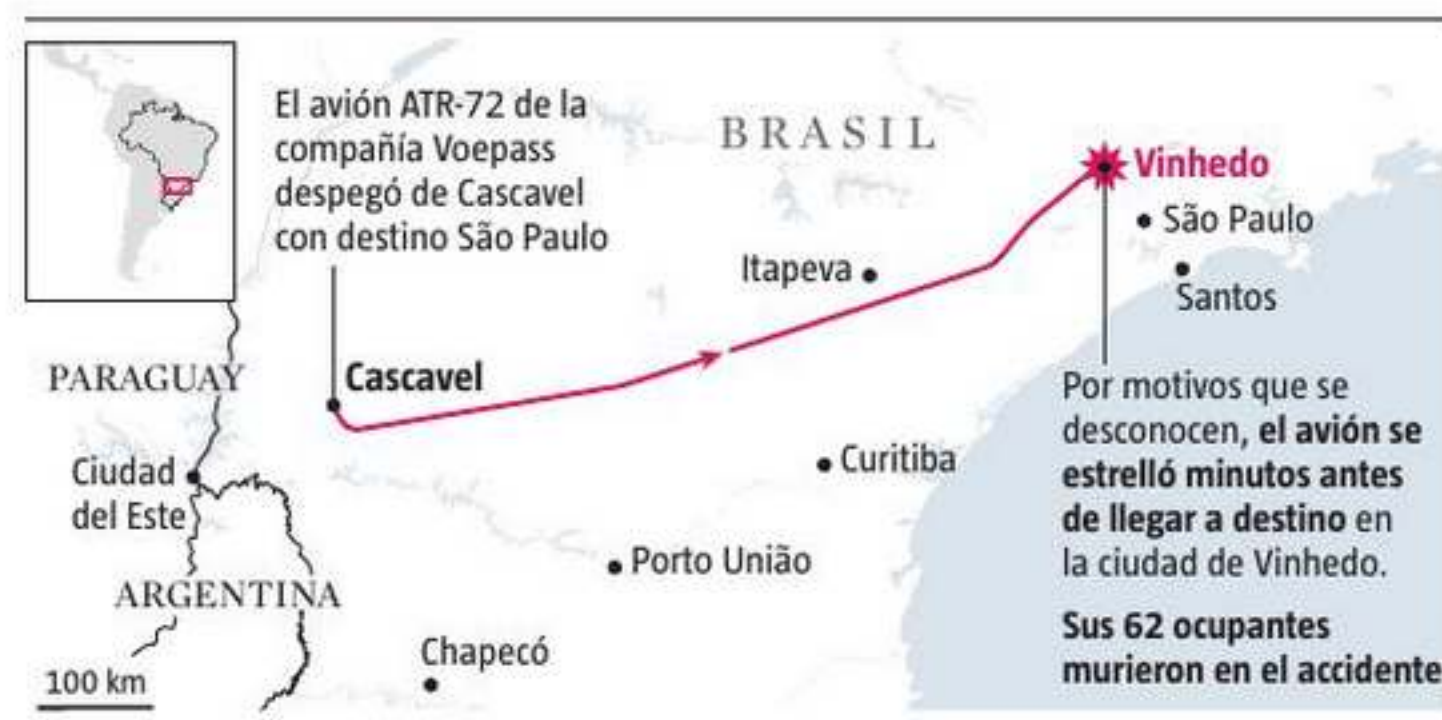 El avión ATR-72 de la
compañía Voepass
despegó de Cascavel
con destino São Paulo
BRASIL
Vinhedo
São Paulo
Itapeva
Santos
PARAGUAY
Cascavel
Por motivos que se
desconocen, el avión se
estrelló minutos antes
de llegar a destino en
la ciudad de Vinhedo.
Sus 62 ocupantes
murieron en el accidente
Ciudad
del Este
Curitiba
Porto União
ARGENTINA
Chapecó
100 km